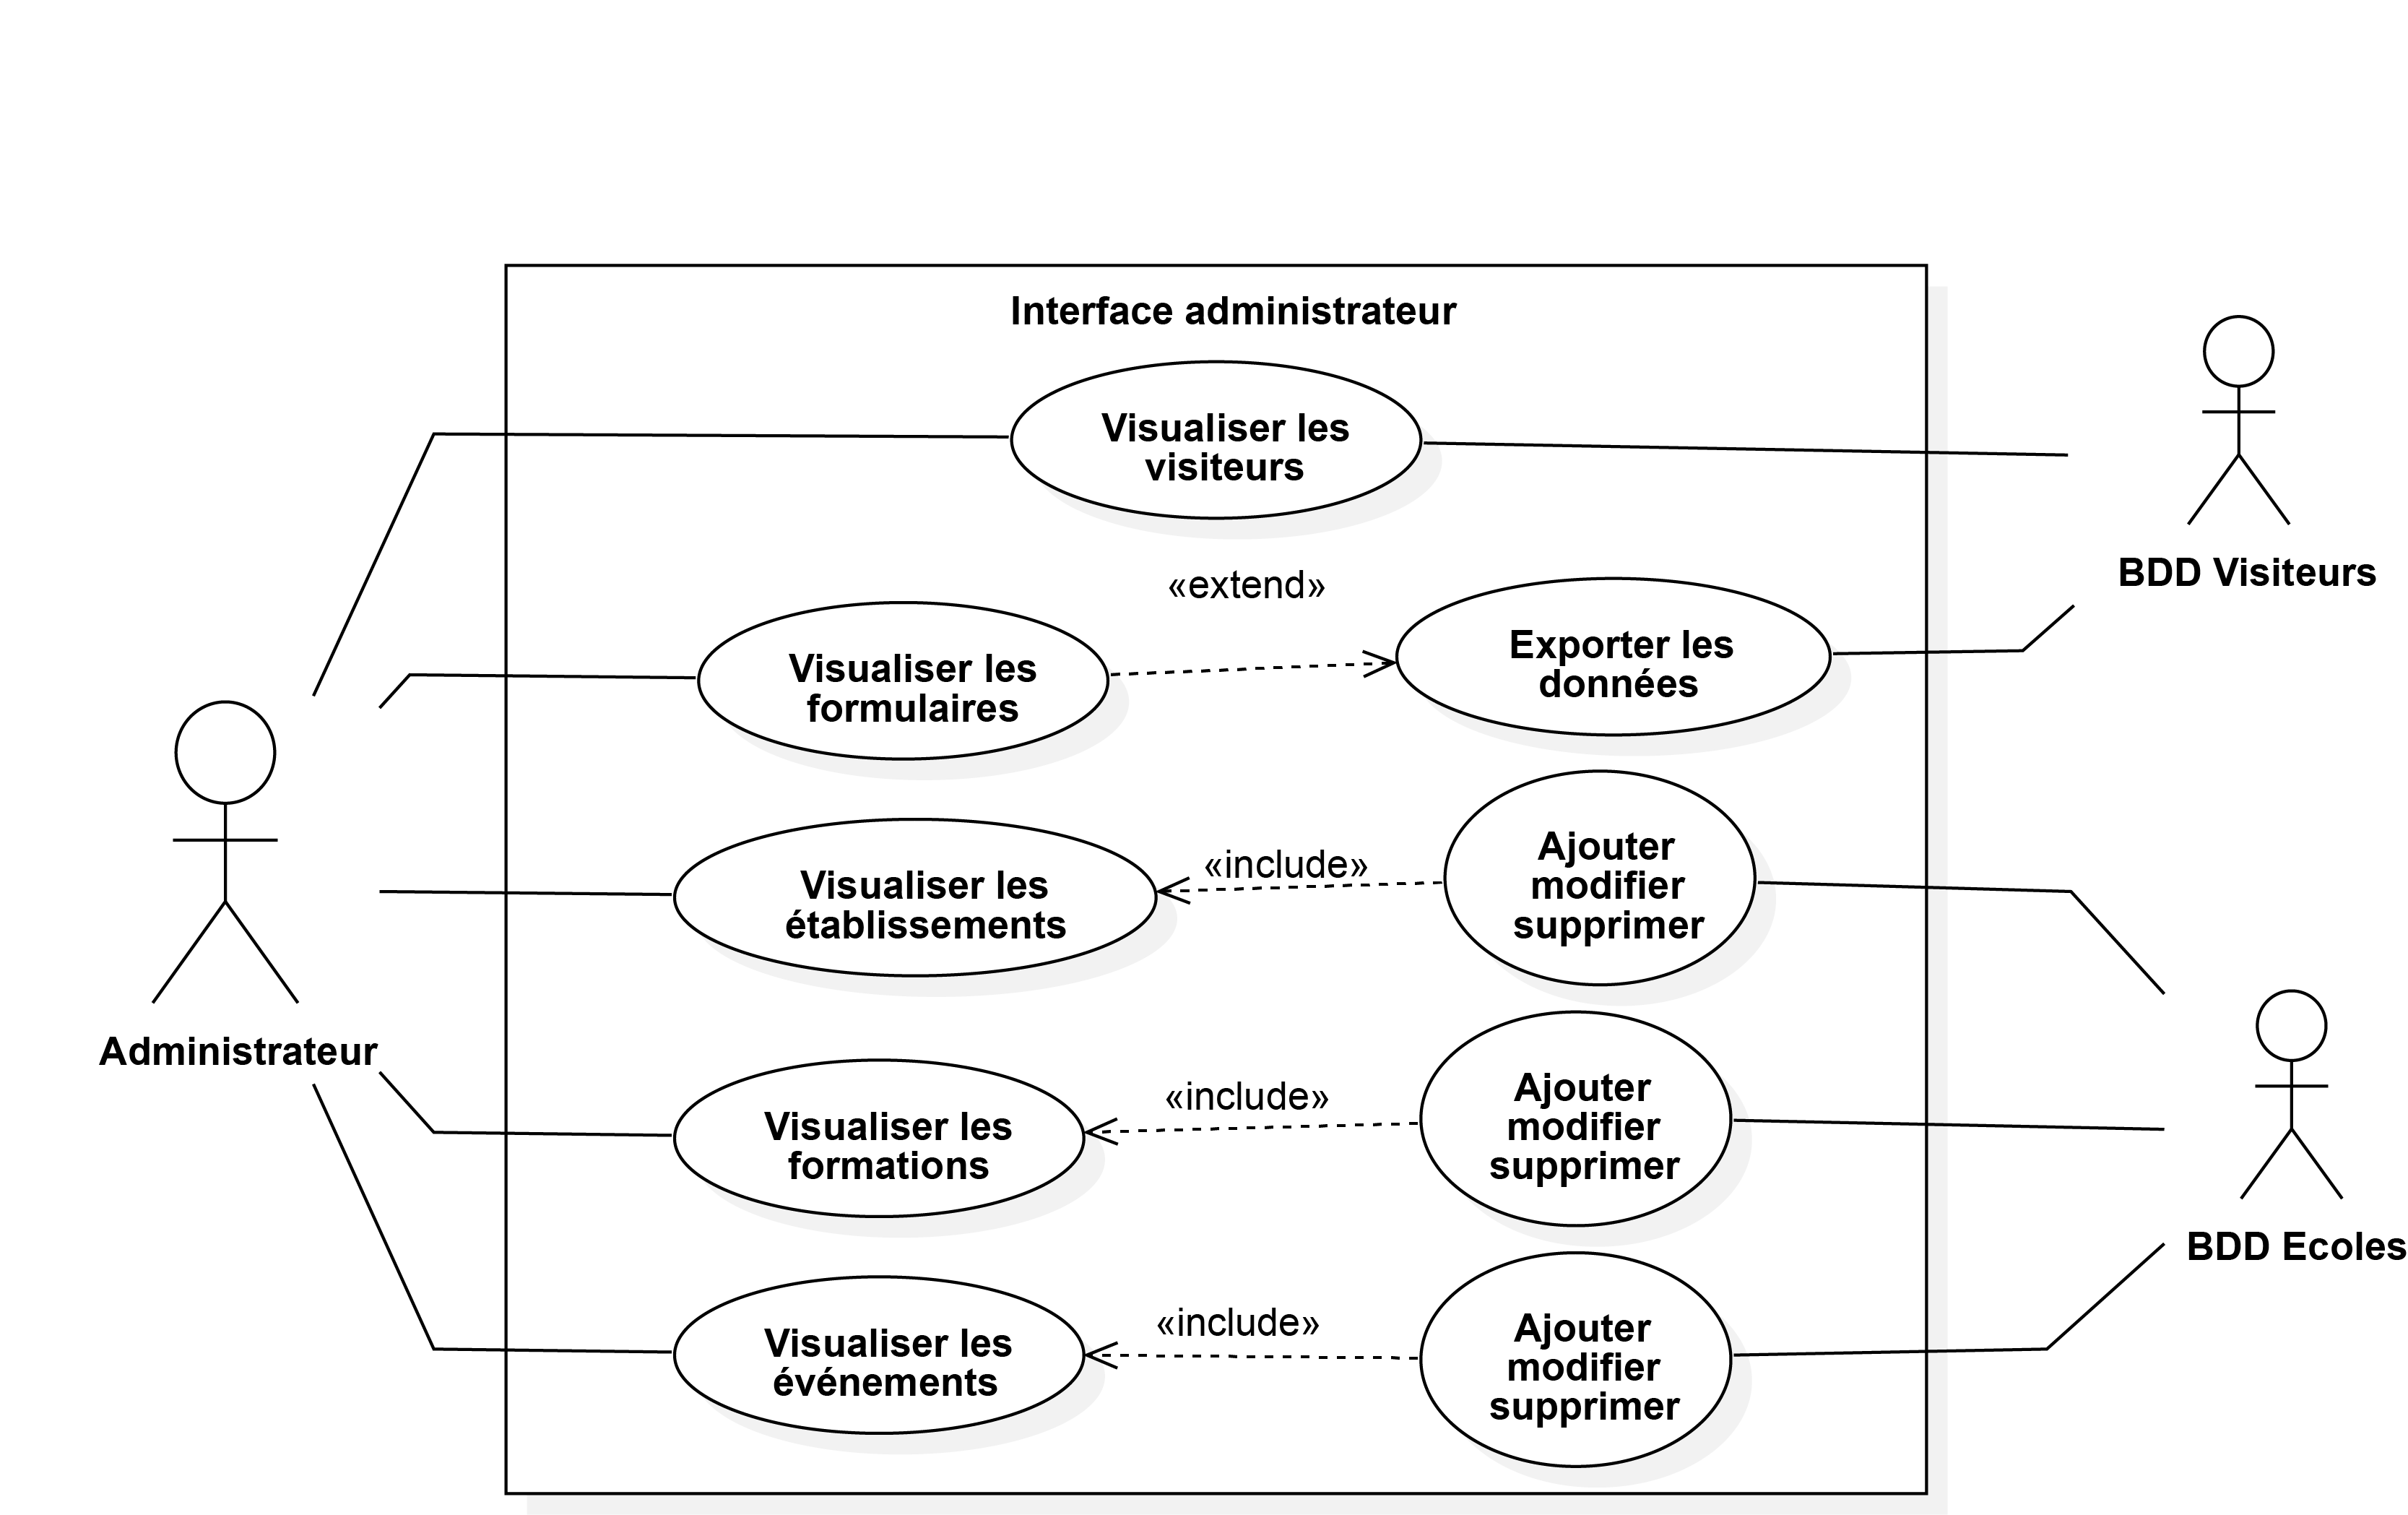 Interface administrateur
Visualiser les
visiteurs
BDD Visiteurs
«extend»
Visualiser les
formulaires
Exporter les
données
Administrateur
Visualiser les
établissements
«include»
Ajouter
modifier
supprimer
Visualiser les
formations
«include»
Ajouter
modifier
supprimer
BDD Ecoles
Visualiser les
événements
«include»
Ajouter
modifier
supprimer